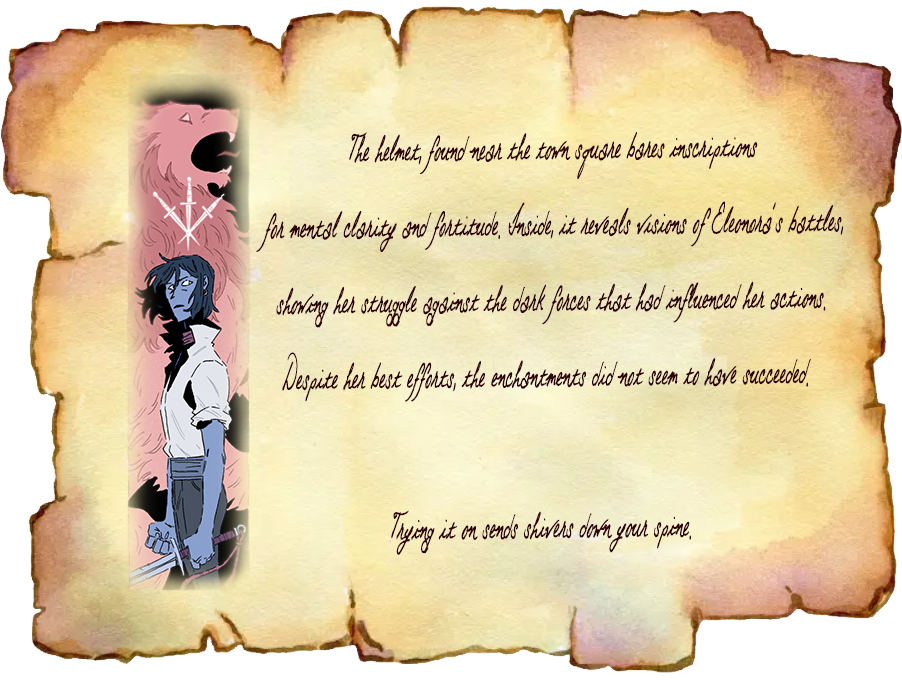 The helmet, found near the town square bares inscriptions
for mental clarity and fortitude. Inside, it reveals visions of Eleonora's battles,
showing her struggle against the dark forces that had influenced her actions.
Despite her best efforts, the enchantments did not seem to have succeeded.
Trying it on sends shivers down your spine.